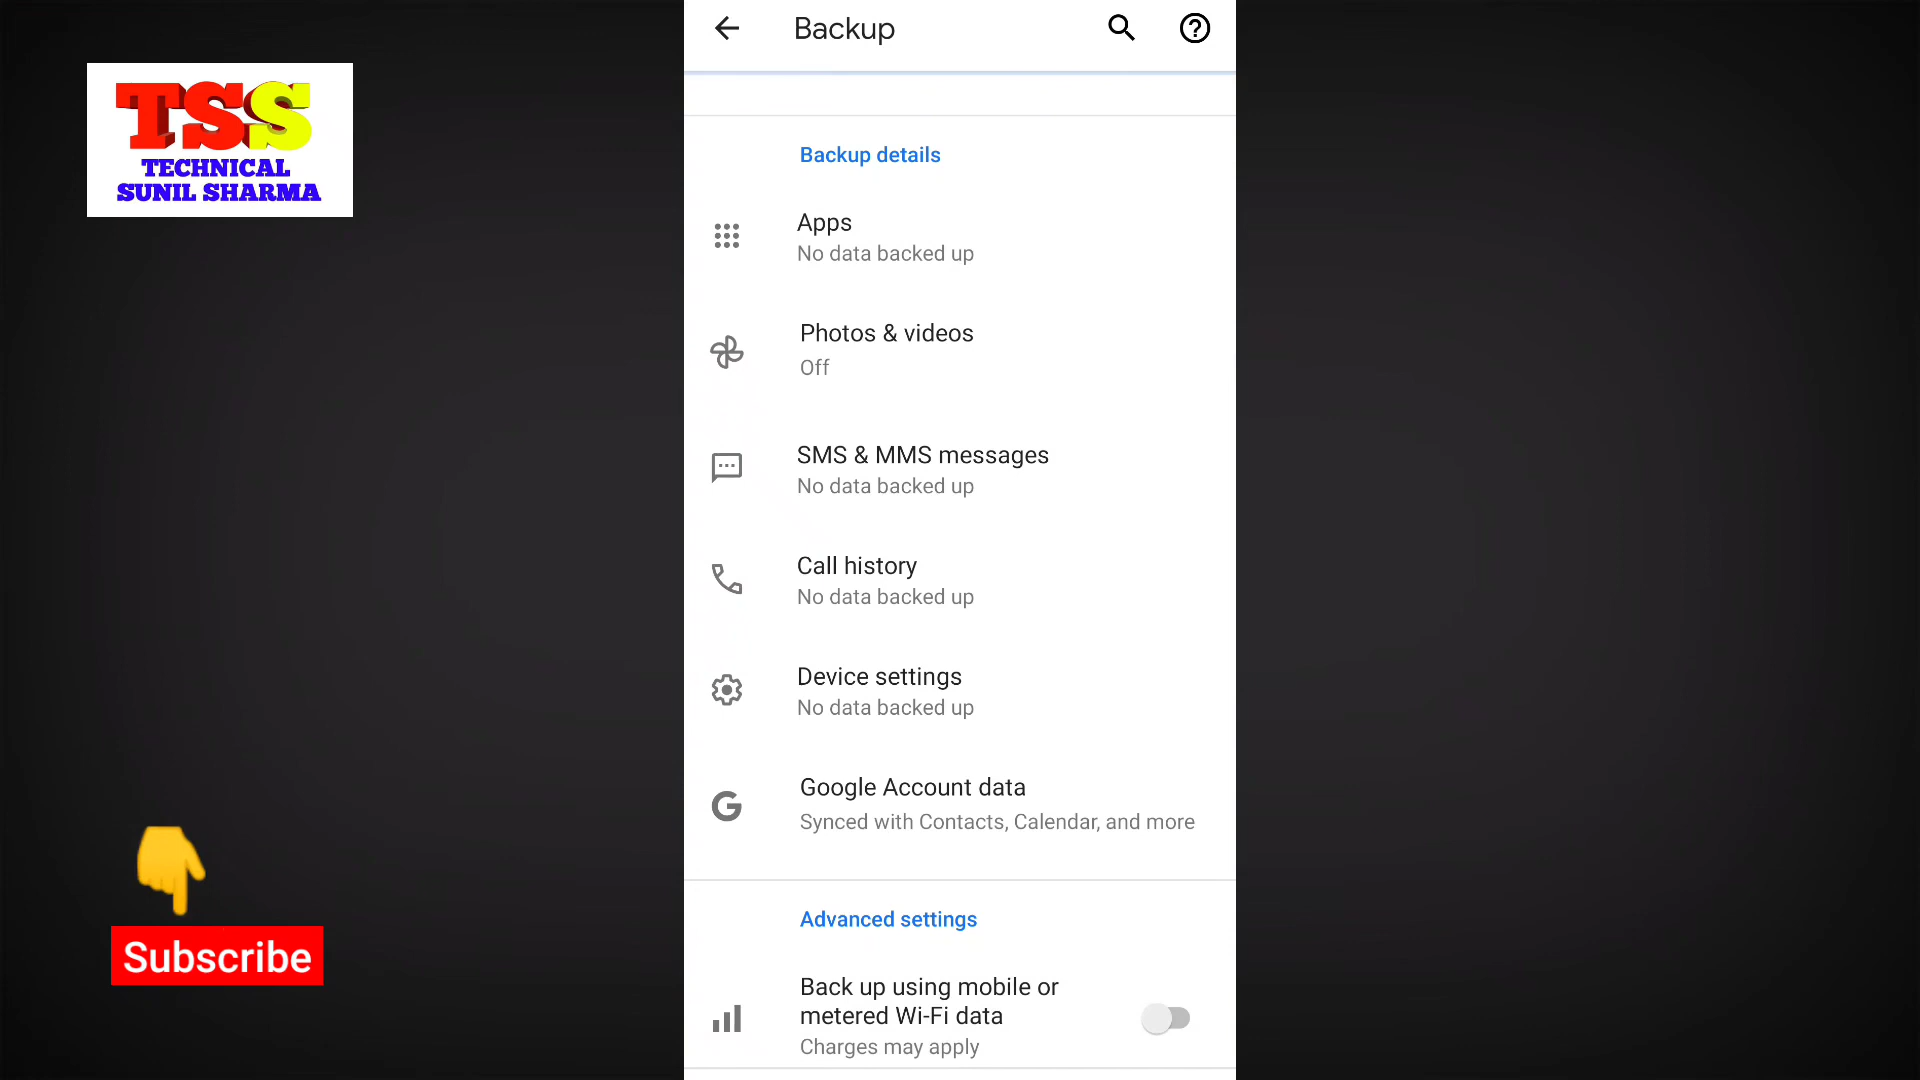 Backup
TSS
TECHNICAL
SUNIL SHARMA
Backup details
Apps
No data backed up
Photos & videos
Off
SMS & MMS messages
No data backed up
Call history
No data backed up
Device settings
No data backed up
Google Account data
Synced with Contacts, Calendar, and more
Subscribe
Advanced settings
Back up using mobile or
metered Wi-Fi data
Charges may apply